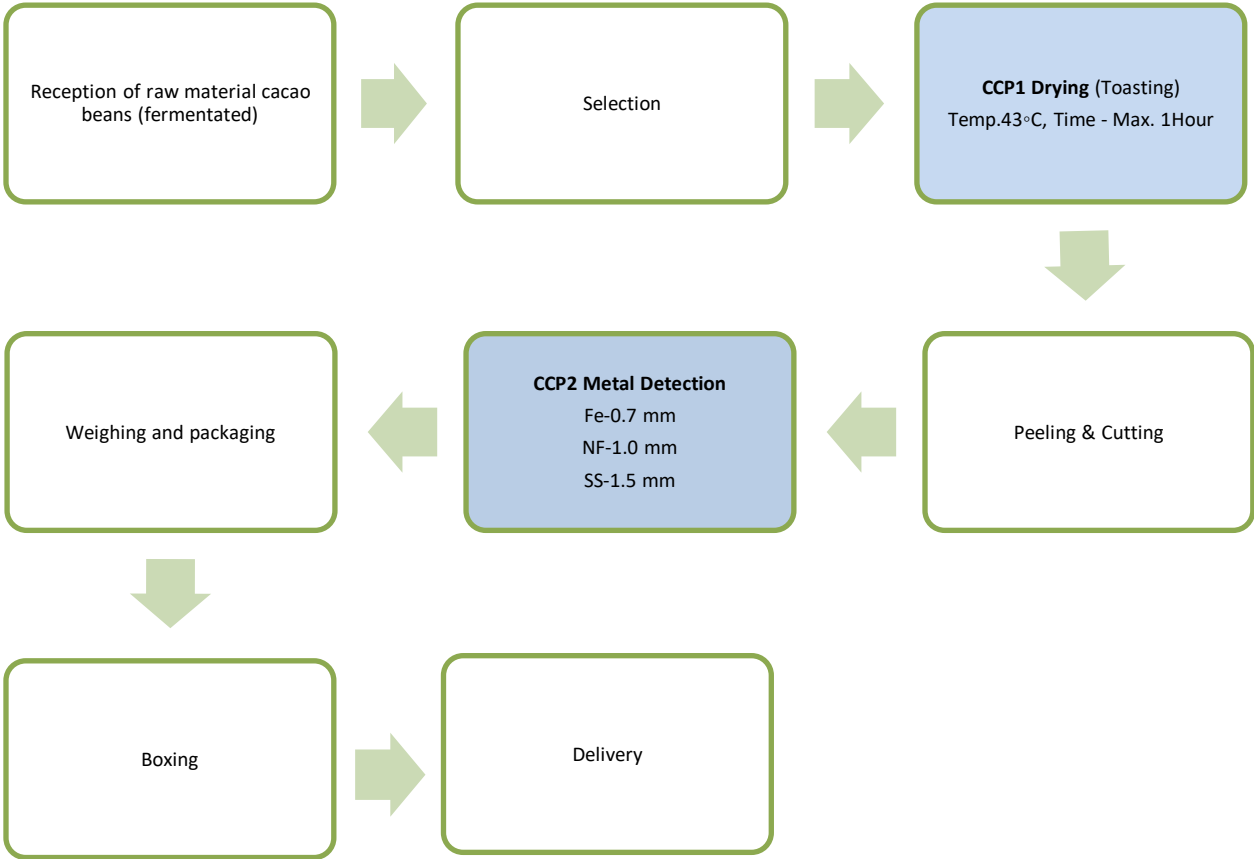 Reception of raw material cacao
beans (fermentated)
Selection
CCP1 Drying (Toasting)
Temp.43◦C, Time - Max. 1Hour
Peeling & Cutting
CCP2 Metal Detection
Fe-0.7 mm
NF-1.0 mm
SS-1.5 mm
Weighing and packaging
Boxing
Delivery